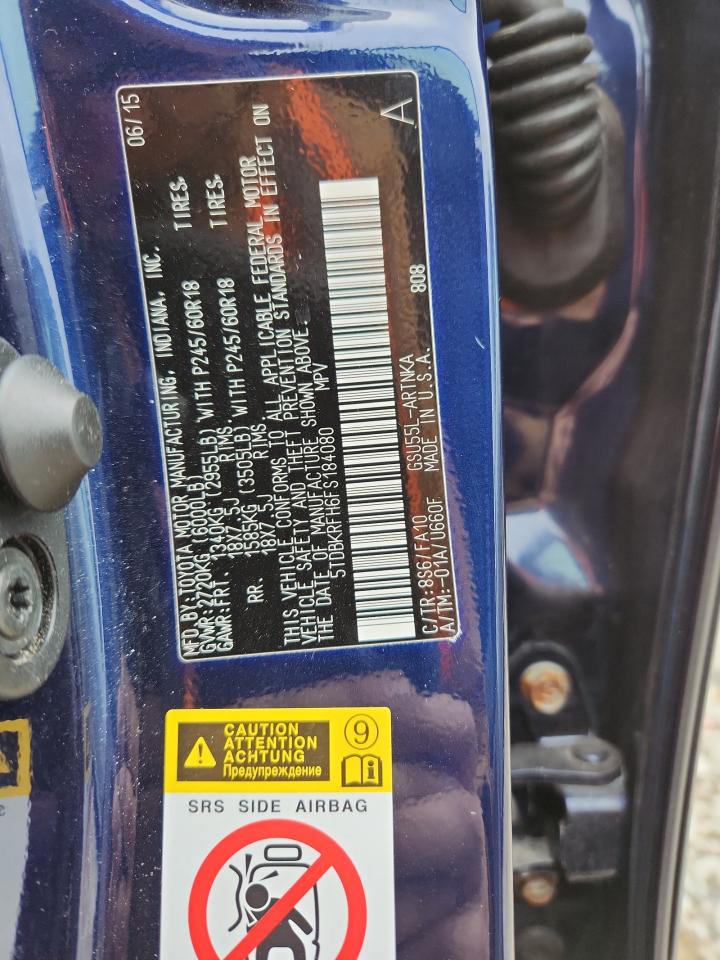 MFD. BY: TOYOTA MOTOR MANUFACTURING, INDIANA, INC. 06/15
GVWR: 2720KG (6000LB)
GAWR: FRT. 1340KG (2955LB) WITH P245/60R18 TIRES,
18X7.5J RIMS.
RR. 1589KG (3505LB) WITH P245/60R18 TIRES,
18X7.5J RIMS.
THIS VEHICLE CONFORMS TO ALL APPLICABLE FEDERAL MOTOR
VEHICLE SAFETY AND THEFT PREVENTION STANDARDS IN EFFECT ON
THE DATE OF MANUFACTURE SHOWN ABOVE.
5TDBKRFH6FS184080 MPV
C/TR:8S6/FA10 GSU55L-ARTNKA 808 A
A/TM:-01A/U660F MADE IN U.S.A.
CAUTION
ATTENTION
ACHTUNG
Предупреждение
9
SRS SIDE AIRBAG